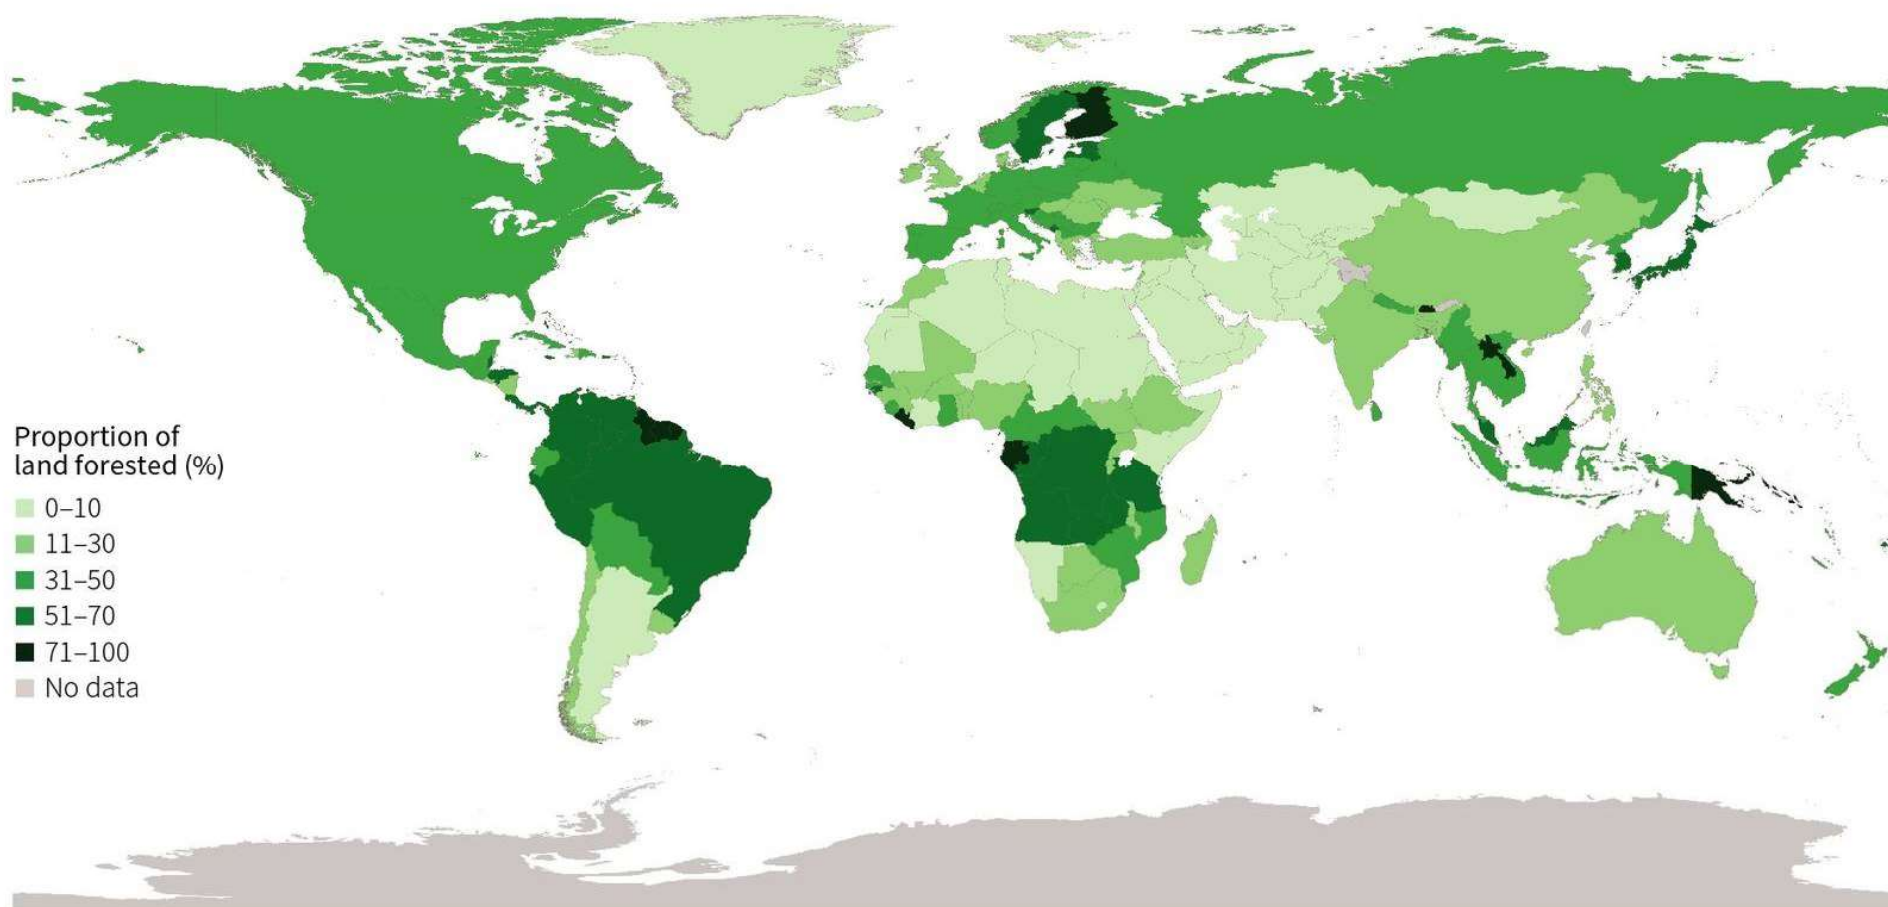 Proportion of
land forested (%)
0–10
11–30
31–50
51–70
71–100
No data